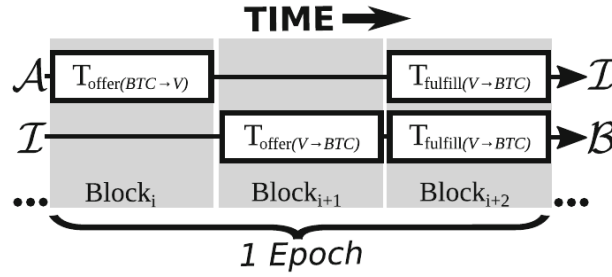 TIME
𝒜 T_offer(BTC→V) T_fulfill(V→BTC) ℐ
ℐ T_offer(V→BTC) T_fulfill(V→BTC) ℬ
... Block_i Block_i+1 Block_i+2 ...
1 Epoch